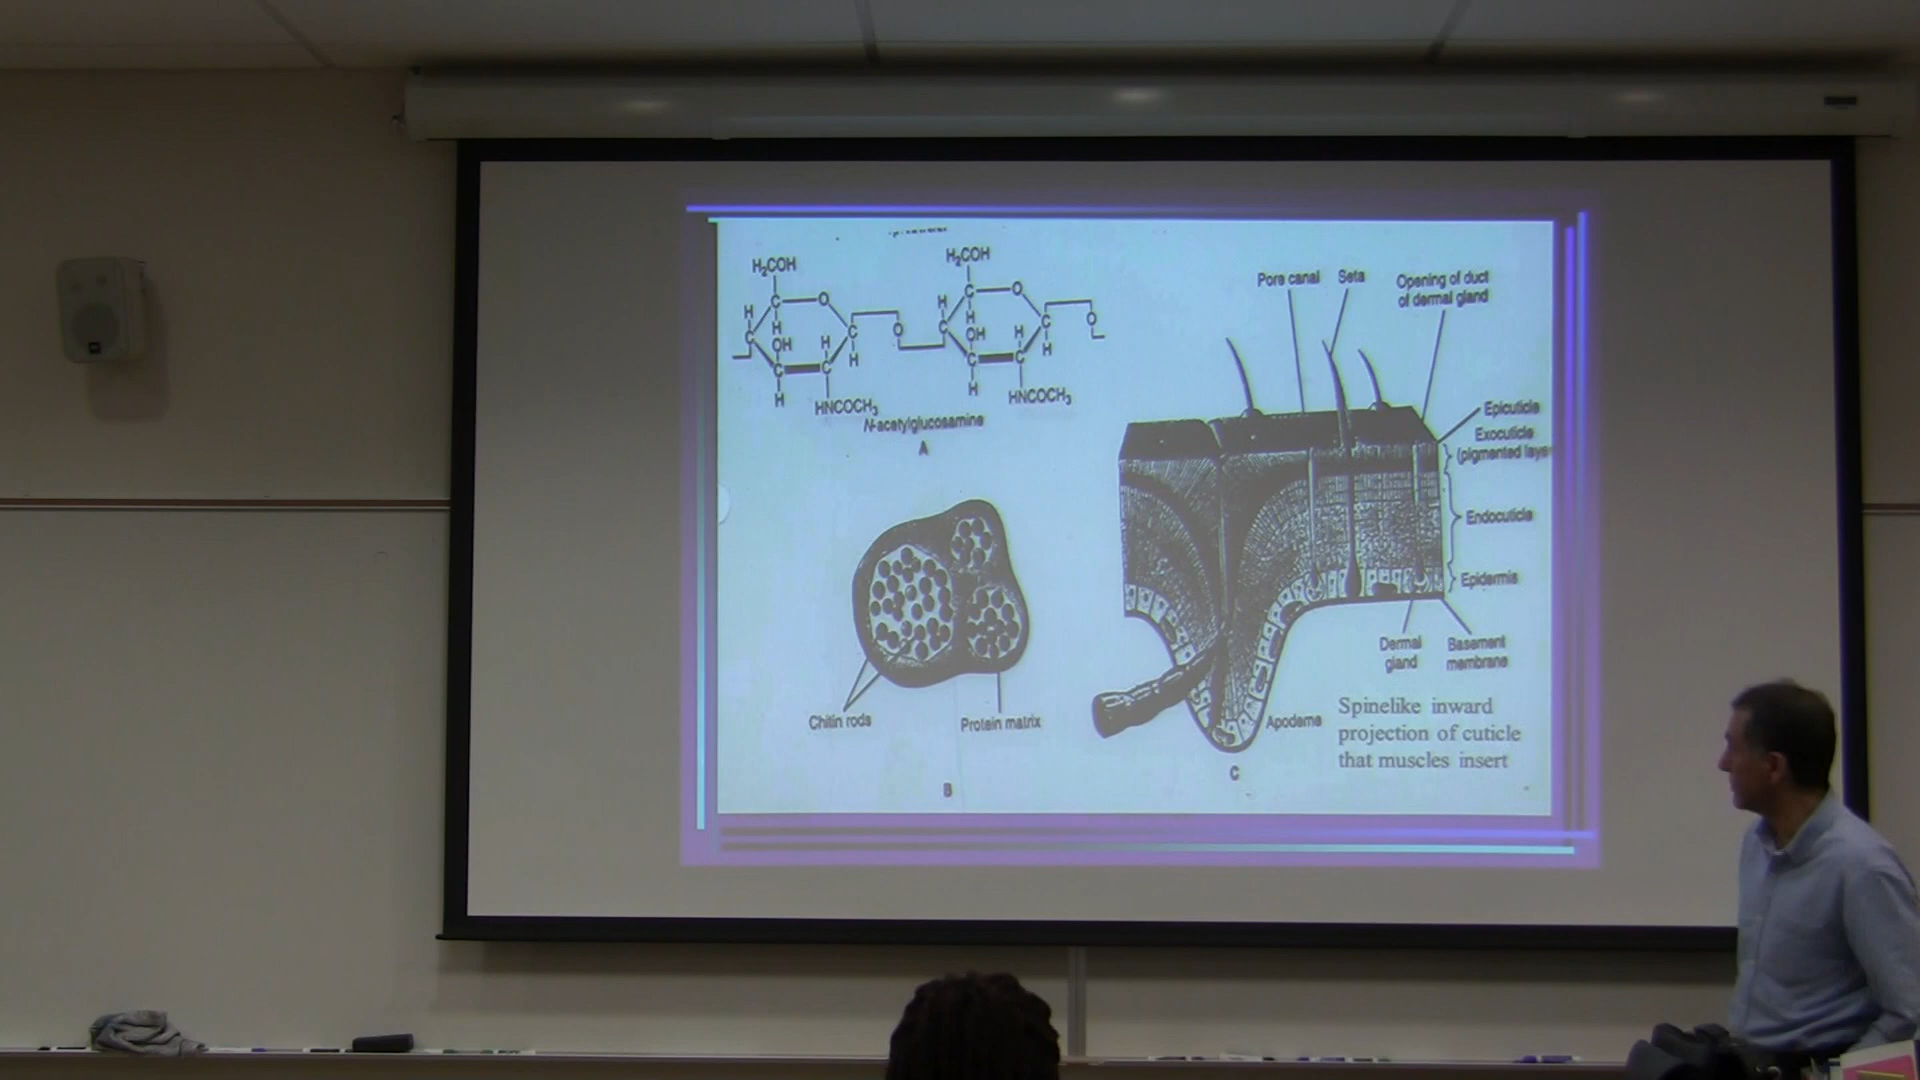 H₂COH
H₂COH
O
O
H
H
C
C
C
C
C
C
H
H
OH
OH
H
H
O
O
H
H
C
C
C
C
H
H
HNCOCH₃
HNCOCH₃
N-acetylglucosamine
A
Chitin rods
Protein matrix
B
Pore canal
Seta
Opening of duct
of dermal gland
Epicuticle
Exocuticle
(pigmented laye
Endocuticle
Epidermis
Dermal
gland
Basement
membrane
Apodeme
Spinelike inward
projection of cuticle
that muscles insert
C